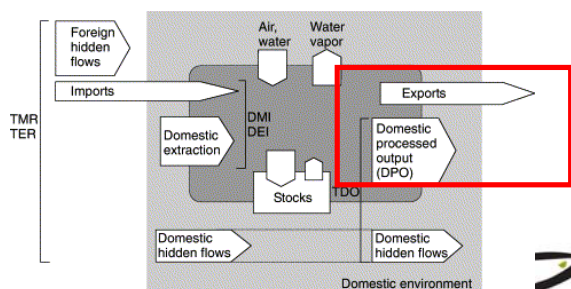 Foreign
hidden
flows
Air,
water
Water
vapor
TMR
TER
Imports
DMI
DEI
Exports
Domestic
extraction
Domestic
processed
output
(DPO)
Stocks
TDO
Domestic
hidden flows
Domestic
hidden flows
Domestic environment